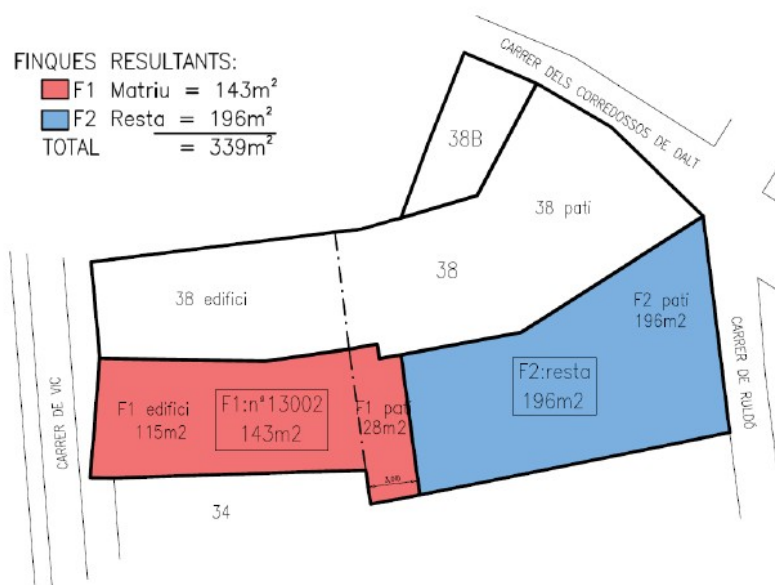 FINQUES RESULTANTS:
F1 Matriu = 143m²
F2 Resta = 196m²
TOTAL = 339m²
CARRER DELS CORREDOSSOS DE DALT
38B
38 pati
38
38 edifici
F2 pati
196m2
CARRER DE VIC
F1 edifici
115m2
F1:nª13002
143m2
F1 pati
28m2
F2:resta
196m2
CARRER DE RULDÓ
34